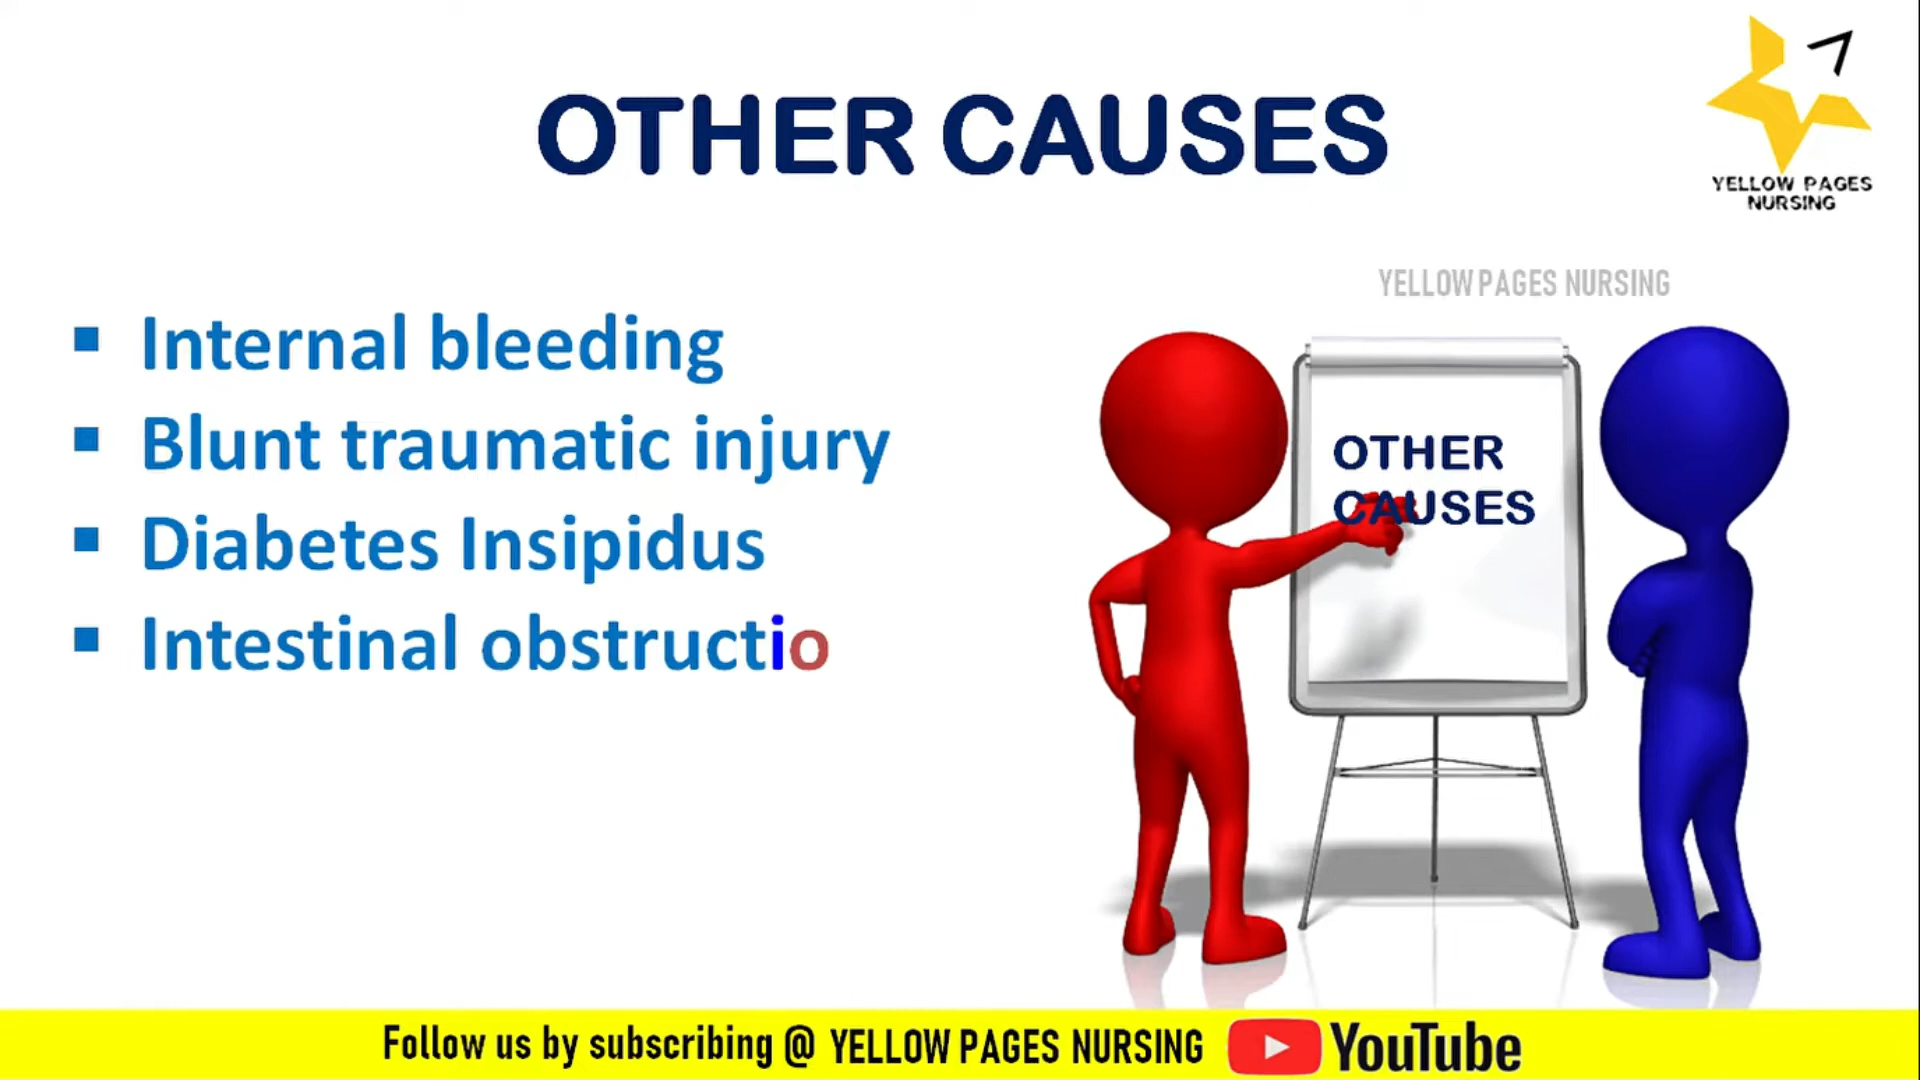 OTHER CAUSES
YELLOW PAGES
NURSING
YELLOW PAGES NURSING
▪ Internal bleeding
▪ Blunt traumatic injury
▪ Diabetes Insipidus
▪ Intestinal obstructio
OTHER
CAUSES
Follow us by subscribing @ YELLOW PAGES NURSING YouTube